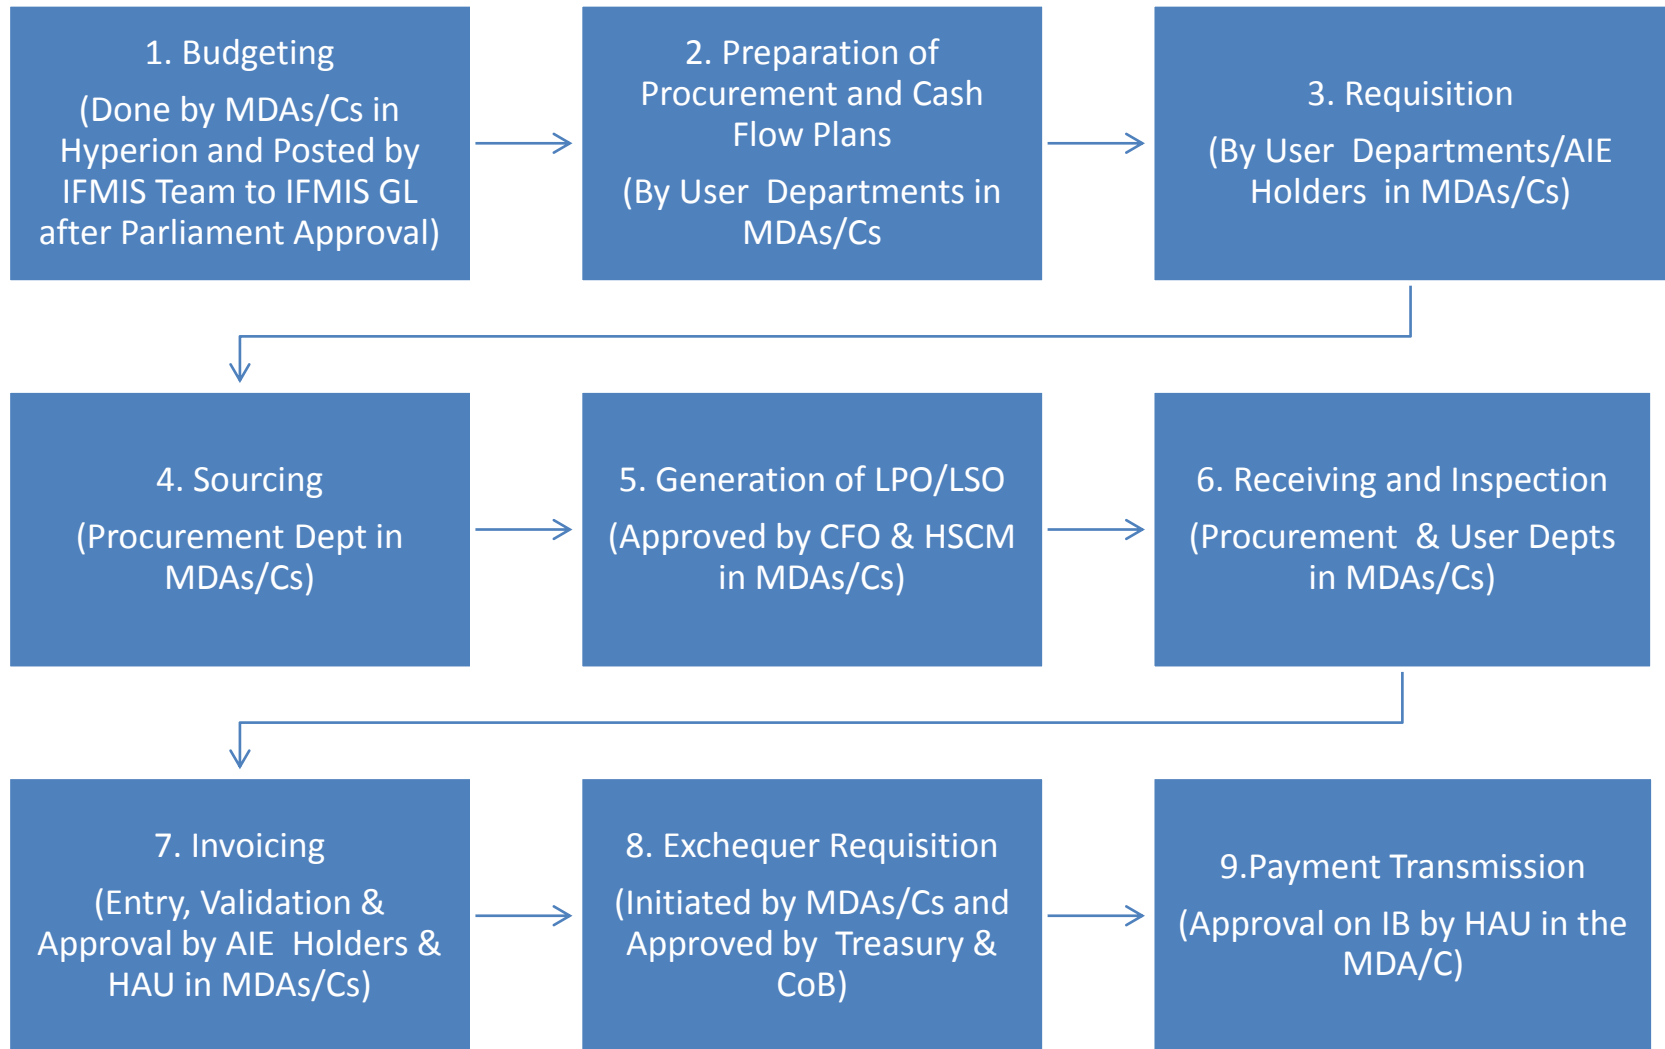 1. Budgeting
(Done by MDAs/Cs in
Hyperion and Posted by
IFMIS Team to IFMIS GL
after Parliament Approval)
2. Preparation of
Procurement and Cash
Flow Plans
(By User Departments in
MDAs/Cs
3. Requisition
(By User Departments/AIE
Holders in MDAs/Cs)
4. Sourcing
(Procurement Dept in
MDAs/Cs)
5. Generation of LPO/LSO
(Approved by CFO & HSCM
in MDAs/Cs)
6. Receiving and Inspection
(Procurement & User Depts
in MDAs/Cs)
7. Invoicing
(Entry, Validation &
Approval by AIE Holders &
HAU in MDAs/Cs)
8. Exchequer Requisition
(Initiated by MDAs/Cs and
Approved by Treasury &
CoB)
9.Payment Transmission
(Approval on IB by HAU in the
MDA/C)